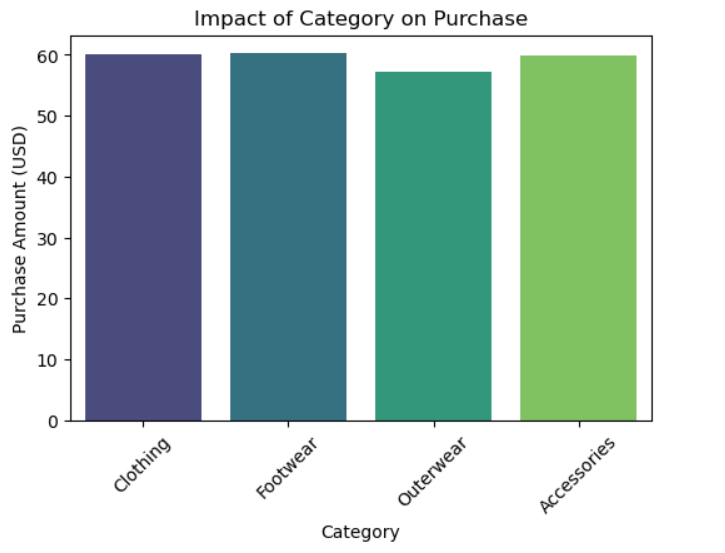 Impact of Category on Purchase
Purchase Amount (USD)
60
50
40
30
20
10
0
Clothing
Footwear
Outerwear
Accessories
Category